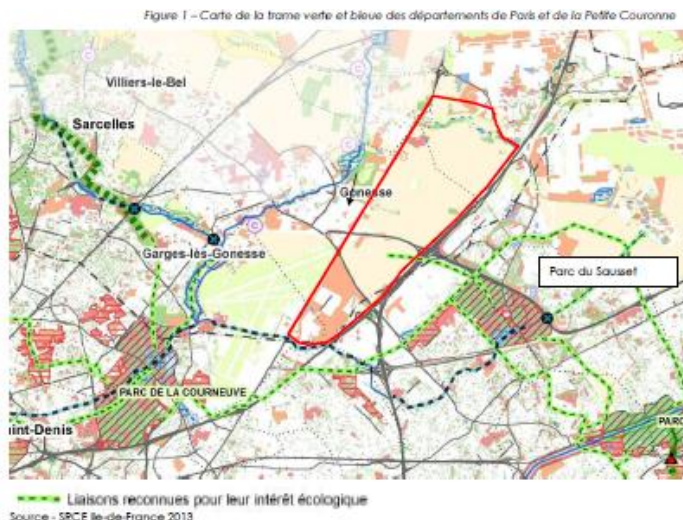 Figure 1 – Carte de la trame verte et bleue des départements de Paris et de la Petite Couronne
Villiers-le-Bel
Sarcelles
Gonesse
Garges-lès-Gonesse
Parc du Sausset
PARC DE LA COURNEUVE
PARC
int-Denis
Liaisons reconnues pour leur intérêt écologique
Source - SRCE Ile-de-France 2013